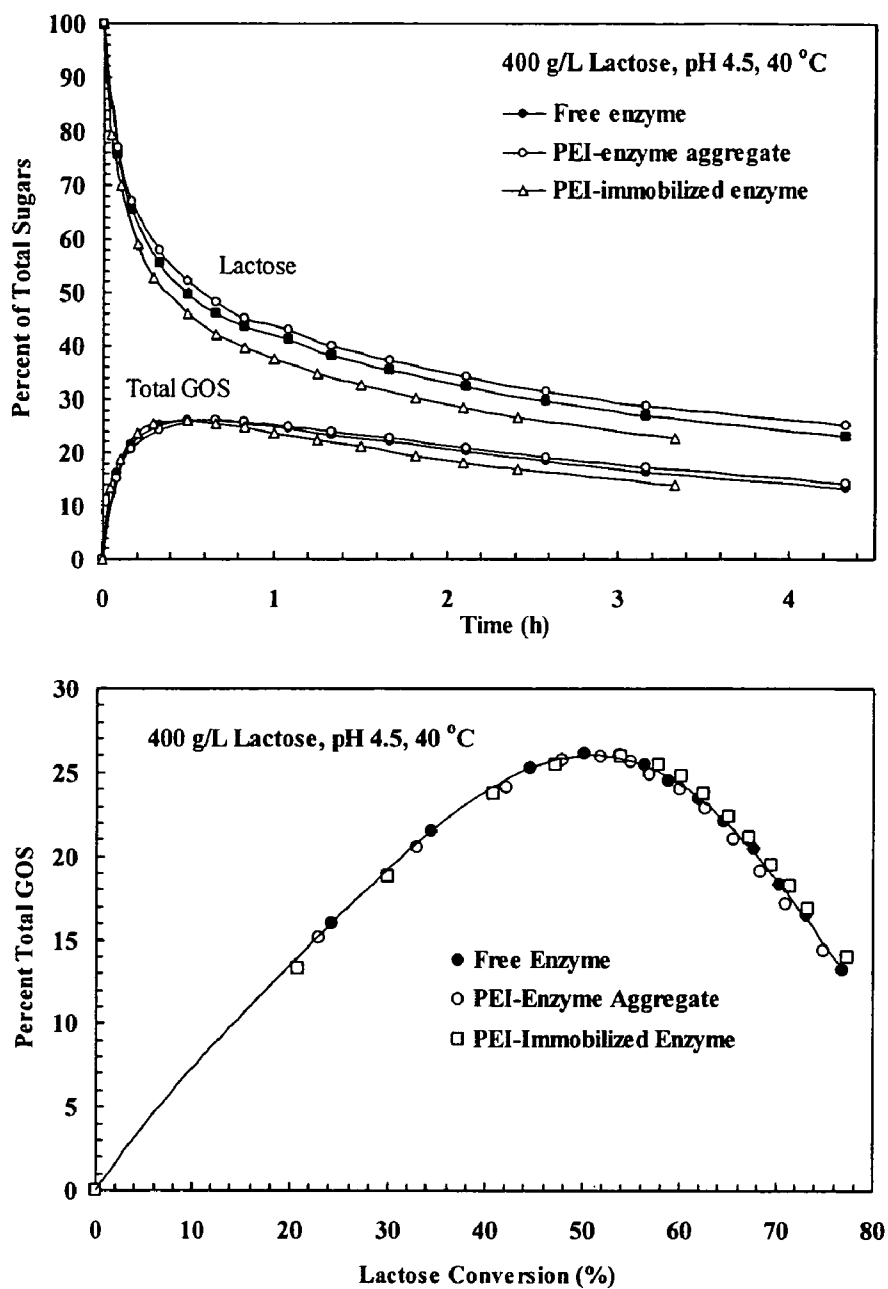 100
90
80
70
60
50
40
30
20
10
0
Percent of Total Sugars
400 g/L Lactose, pH 4.5, 40 °C
Free enzyme
PEI-enzyme aggregate
PEI-immobilized enzyme
Lactose
Total GOS
0 1 2 3 4
Time (h)
30
25
20
15
10
5
0
Percent Total GOS
400 g/L Lactose, pH 4.5, 40 °C
Free Enzyme
PEI-Enzyme Aggregate
PEI-Immobilized Enzyme
0 10 20 30 40 50 60 70 80
Lactose Conversion (%)